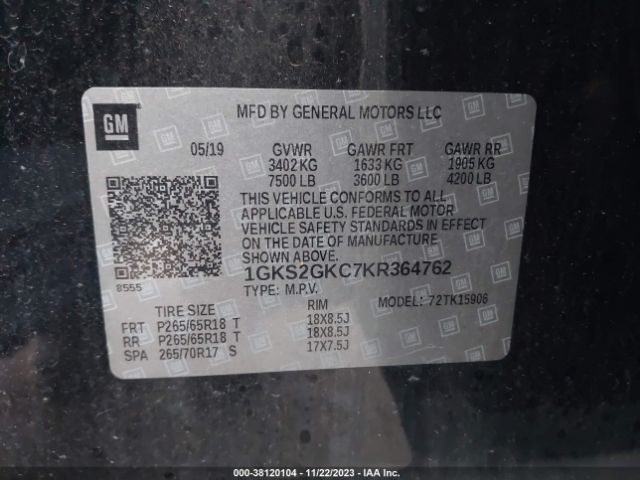 GM
MFD BY GENERAL MOTORS LLC
05/19 GVWR GAWR FRT GAWR RR
3402 KG 1633 KG 1905 KG
7500 LB 3600 LB 4200 LB
THIS VEHICLE CONFORMS TO ALL
APPLICABLE U.S. FEDERAL MOTOR
VEHICLE SAFETY STANDARDS IN EFFECT
ON THE DATE OF MANUFACTURE
SHOWN ABOVE.
1GKS2GKC7KR364762
8555
TYPE: M.P.V. MODEL: 72TK15906
TIRE SIZE RIM
FRT P265/65R18 T 18X8.5J
RR P265/65R18 T 18X8.5J
SPA 265/70R17 S 17X7.5J
000-38120104 - 11/22/2023 - IAA Inc.